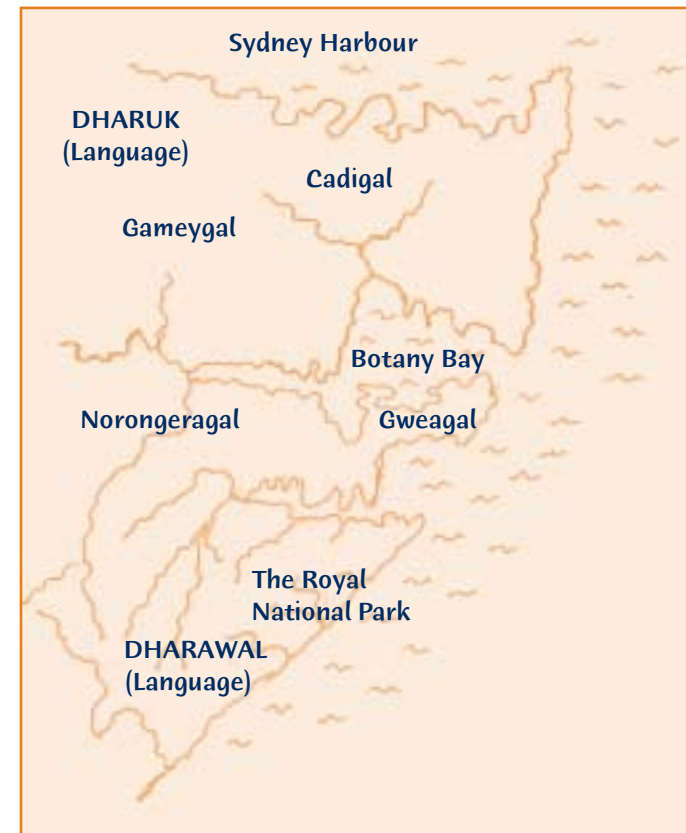 Sydney Harbour
DHARUK
(Language)
Cadigal
Gameygal
Botany Bay
Norongeragal
Gweagal
The Royal
National Park
DHARAWAL
(Language)